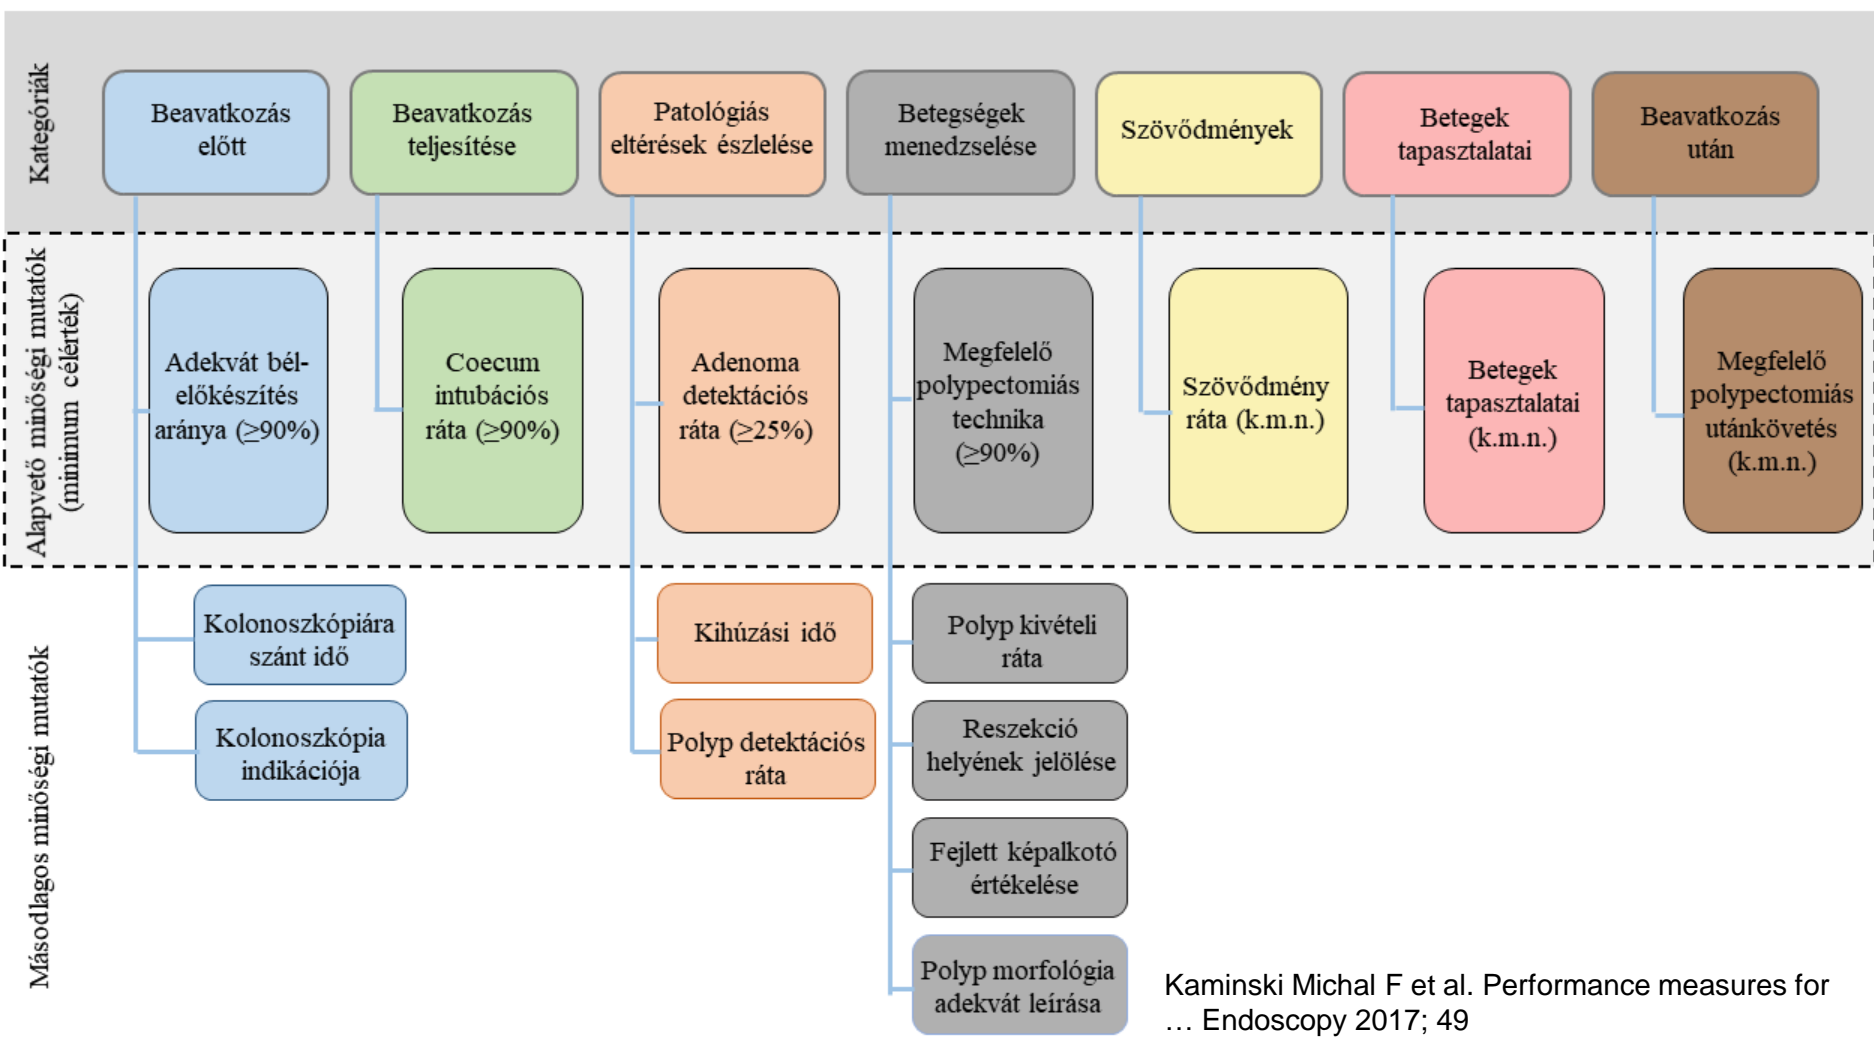 Kategóriák
Beavatkozás
előtt
Beavatkozás
teljesítése
Patológiás
eltérések észlelése
Betegségek
menedzselése
Szövődmények
Betegek
tapasztalatai
Beavatkozás
után
Alapvető minőségi mutatók
(minimum célérték)
Adekvát bél-
előkészítés
aránya (≥90%)
Coecum
intubációs
ráta (≥90%)
Adenoma
detektációs
ráta (≥25%)
Megfelelő
polypectomiás
technika
(≥90%)
Szövődmény
ráta (k.m.n.)
Betegek
tapasztalatai
(k.m.n.)
Megfelelő
polypectomiás
utánkövetés
(k.m.n.)
Másodlagos minőségi mutatók
Kolonoszkópiára
szánt idő
Kolonoszkópia
indikációja
Kihúzási idő
Polyp detektációs
ráta
Polyp kivételi
ráta
Reszekció
helyének jelölése
Fejlett képalkotó
értékelése
Polyp morfológia
adekvát leírása
Kaminski Michal F et al. Performance measures for
… Endoscopy 2017; 49